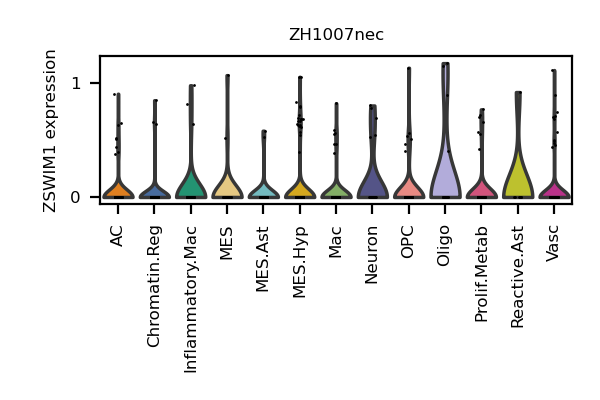 ZH1007nec
ZSWIM1 expression
1
0
AC
Chromatin.Reg
Inflammatory.Mac
MES
MES.Ast
MES.Hyp
Mac
Neuron
OPC
Oligo
Prolif.Metab
Reactive.Ast
Vasc